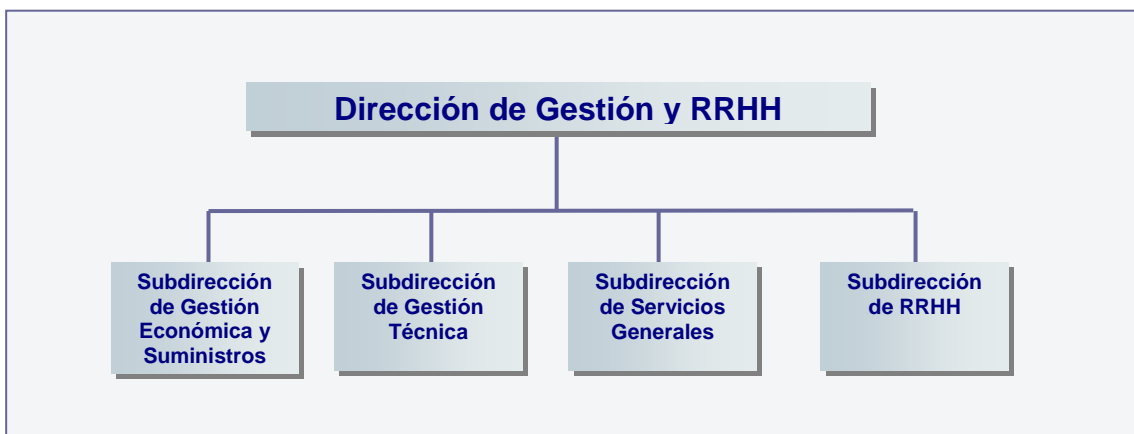 Dirección de Gestión y RRHH
Subdirección
de Gestión
Económica y
Suministros
Subdirección
de Gestión
Técnica
Subdirección
de Servicios
Generales
Subdirección
de RRHH